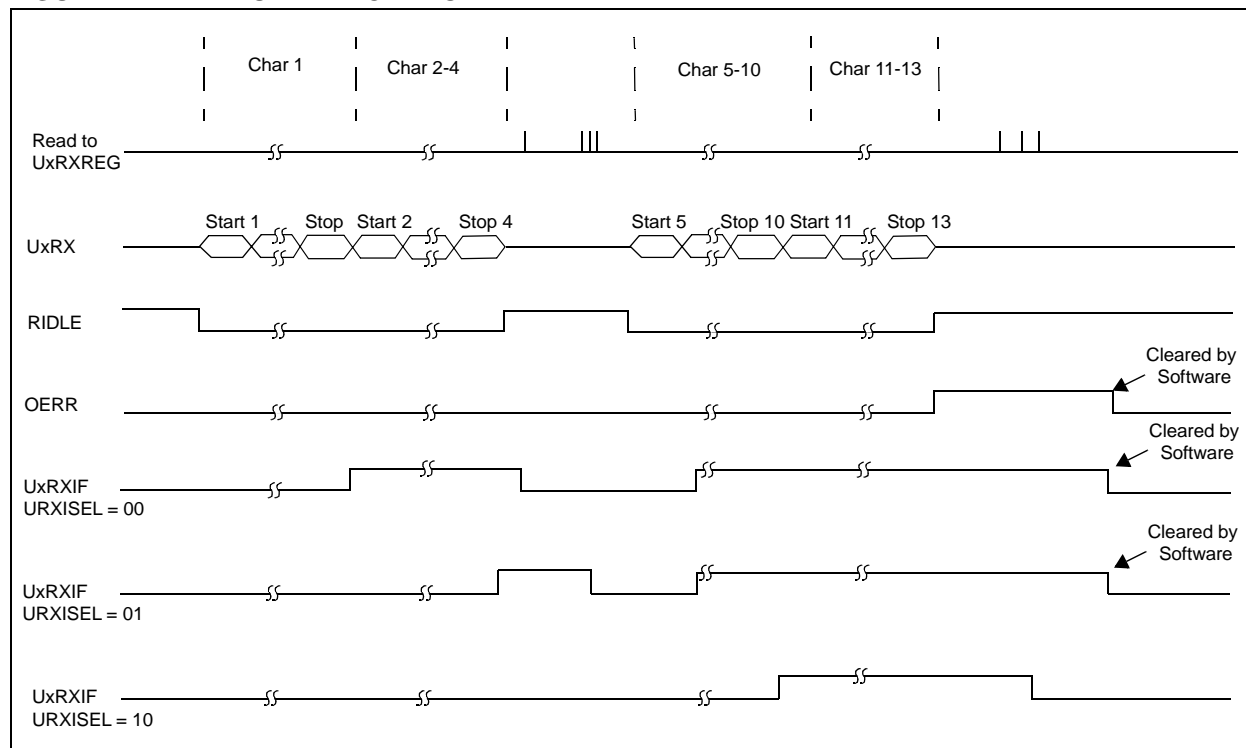 Char 1
Char 2-4
Char 5-10
Char 11-13
Read to
UxRXREG
Start 1
Stop
Start 2
Stop 4
Start 5
Stop 10
Start 11
Stop 13
UxRX
RIDLE
Cleared by
Software
OERR
Cleared by
Software
UxRXIF
URXISEL = 00
Cleared by
Software
UxRXIF
URXISEL = 01
UxRXIF
URXISEL = 10